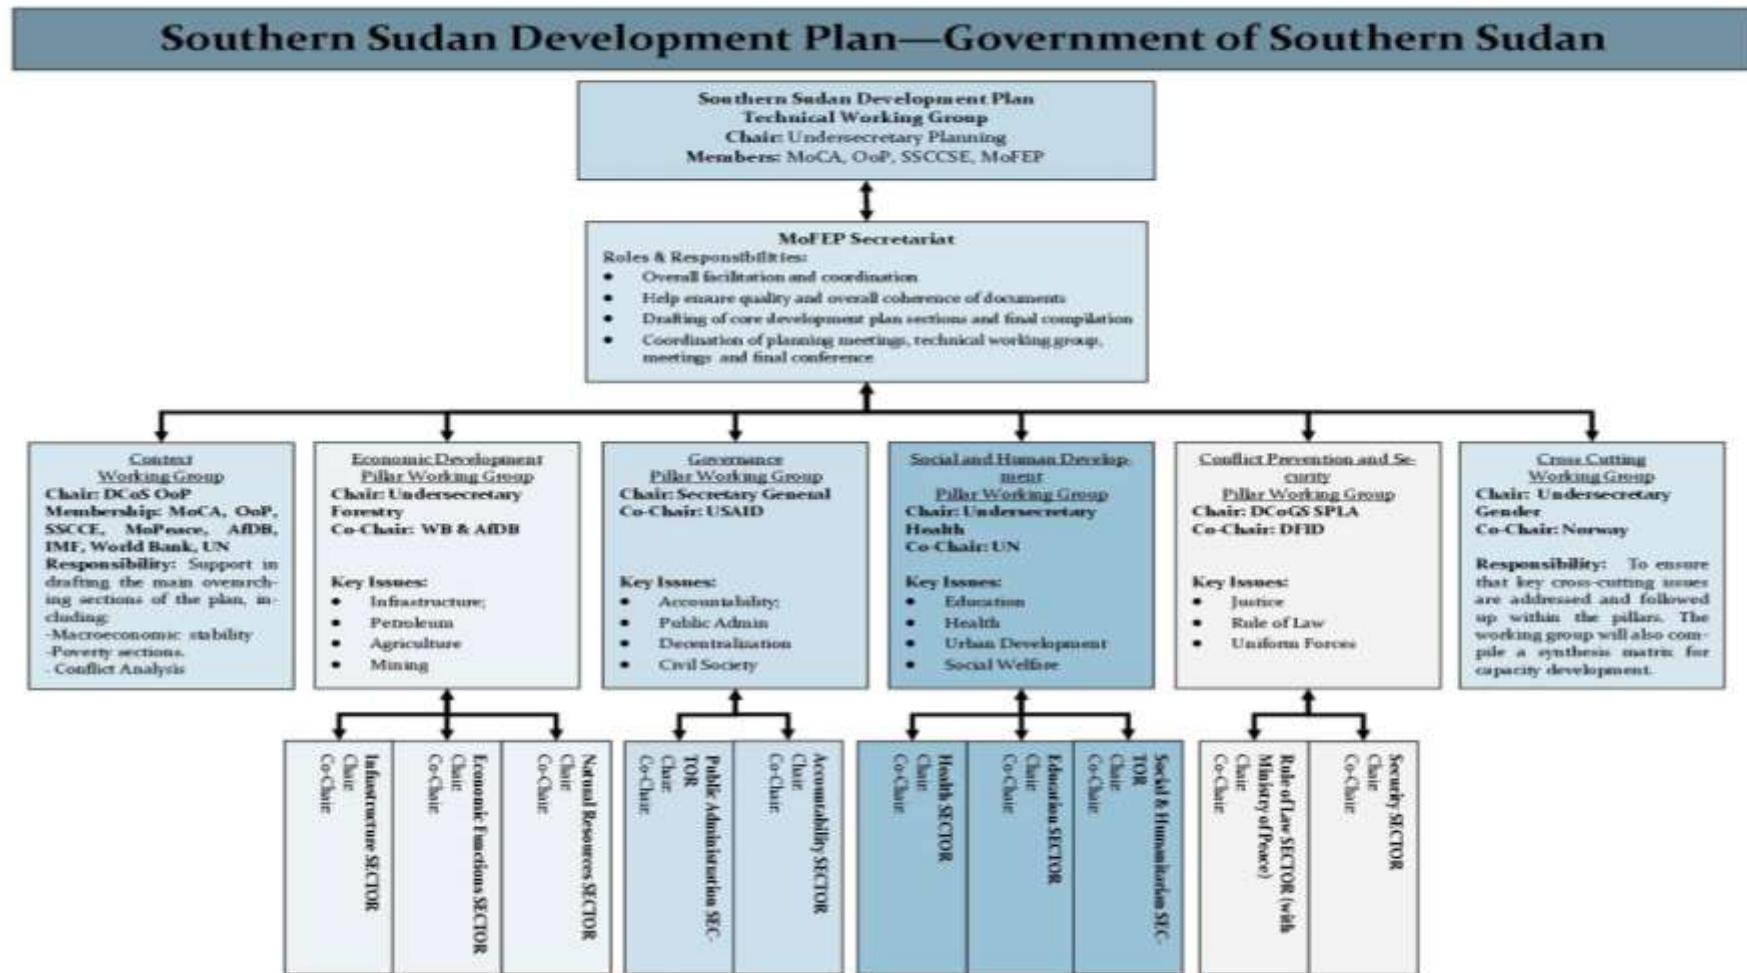 Southern Sudan Development Plan—Government of Southern Sudan
Southern Sudan Development Plan
Technical Working Group
Chair: Undersecretary Planning
Members: MoCA, OoP, SSCCSE, MoFEP
MoFEP Secretariat
Roles & Responsibilities:
• Overall facilitation and coordination
• Help ensure quality and overall coherence of documents
• Drafting of core development plan sections and final compilation
• Coordination of planning meetings, technical working group,
meetings and final conference
Context
Working Group
Chair: DCoS OoP
Membership: MoCA, OoP,
SSCCE, MoPeace, AfDB,
IMF, World Bank, UN
Responsibility: Support in
drafting the main overarch-
ing sections of the plan, in-
cluding:
-Macroeconomic stability
-Poverty sections.
- Conflict Analysis
Economic Development
Pillar Working Group
Chair: Undersecretary
Forestry
Co-Chair: WB & AfDB
Key Issues:
• Infrastructure;
• Petroleum
• Agriculture
• Mining
Governance
Pillar Working Group
Chair: Secretary General
Co-Chair: USAID
Key Issues:
• Accountability;
• Public Admin
• Decentralization
• Civil Society
Social and Human Develop-
ment
Pillar Working Group
Chair: Undersecretary
Health
Co-Chair: UN
Key Issues:
• Education
• Health
• Urban Development
• Social Welfare
Conflict Prevention and Se-
curity
Pillar Working Group
Chair: DCoGS SPLA
Co-Chair: DFID
Key Issues:
• Justice
• Rule of Law
• Uniform Forces
Cross Cutting
Working Group
Chair: Undersecretary
Gender
Co-Chair: Norway
Responsibility: To ensure
that key cross-cutting issues
are addressed and followed
up within the pillars. The
working group will also com-
pile a synthesis matrix for
capacity development.
Infrastructure SECTOR
Chair:
Co-Chair:
Economic Functions SECTOR
Chair:
Co-Chair:
Natural Resources SECTOR
Chair:
Co-Chair:
Public Administration SEC-
TOR
Chair:
Co-Chair:
Accountability SECTOR
Chair:
Co-Chair:
Health SECTOR
Chair:
Co-Chair:
Education SECTOR
Chair:
Co-Chair:
Social & Humanitarian SEC-
TOR
Chair:
Co-Chair:
Rule of Law SECTOR (with
Ministry of Peace)
Chair:
Co-Chair:
Security SECTOR
Chair:
Co-Chair: